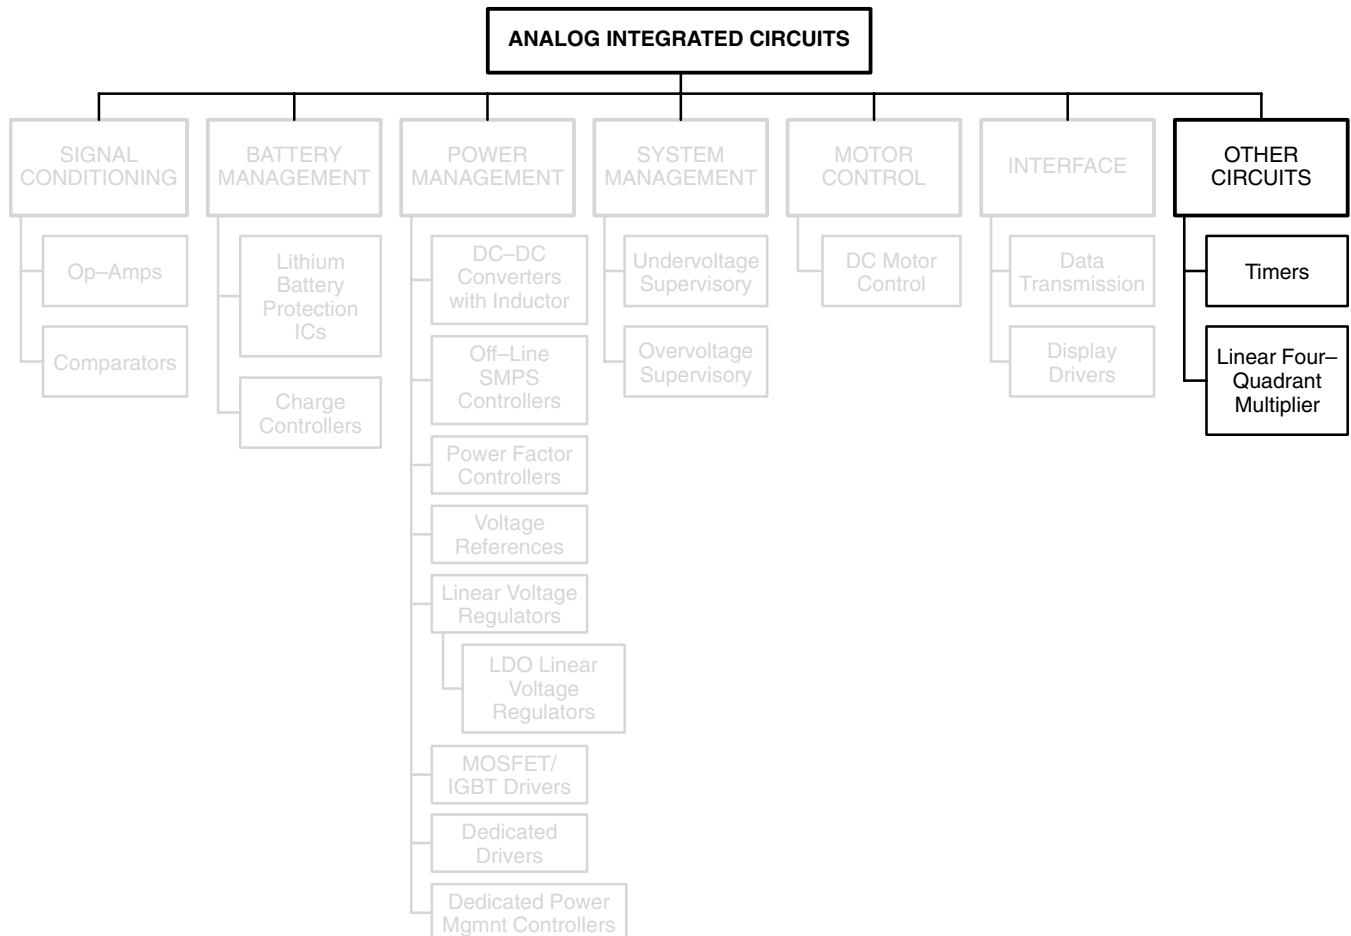 ANALOG INTEGRATED CIRCUITS
SIGNAL
CONDITIONING
Op–Amps
Comparators
BATTERY
MANAGEMENT
Lithium
Battery
Protection
ICs
Charge
Controllers
POWER
MANAGEMENT
DC–DC
Converters
with Inductor
Off–Line
SMPS
Controllers
Power Factor
Controllers
Voltage
References
Linear Voltage
Regulators
LDO Linear
Voltage
Regulators
MOSFET/
IGBT Drivers
Dedicated
Drivers
Dedicated Power
Mgmnt Controllers
SYSTEM
MANAGEMENT
Undervoltage
Supervisory
Overvoltage
Supervisory
MOTOR
CONTROL
DC Motor
Control
INTERFACE
Data
Transmission
Display
Drivers
OTHER
CIRCUITS
Timers
Linear Four–
Quadrant
Multiplier